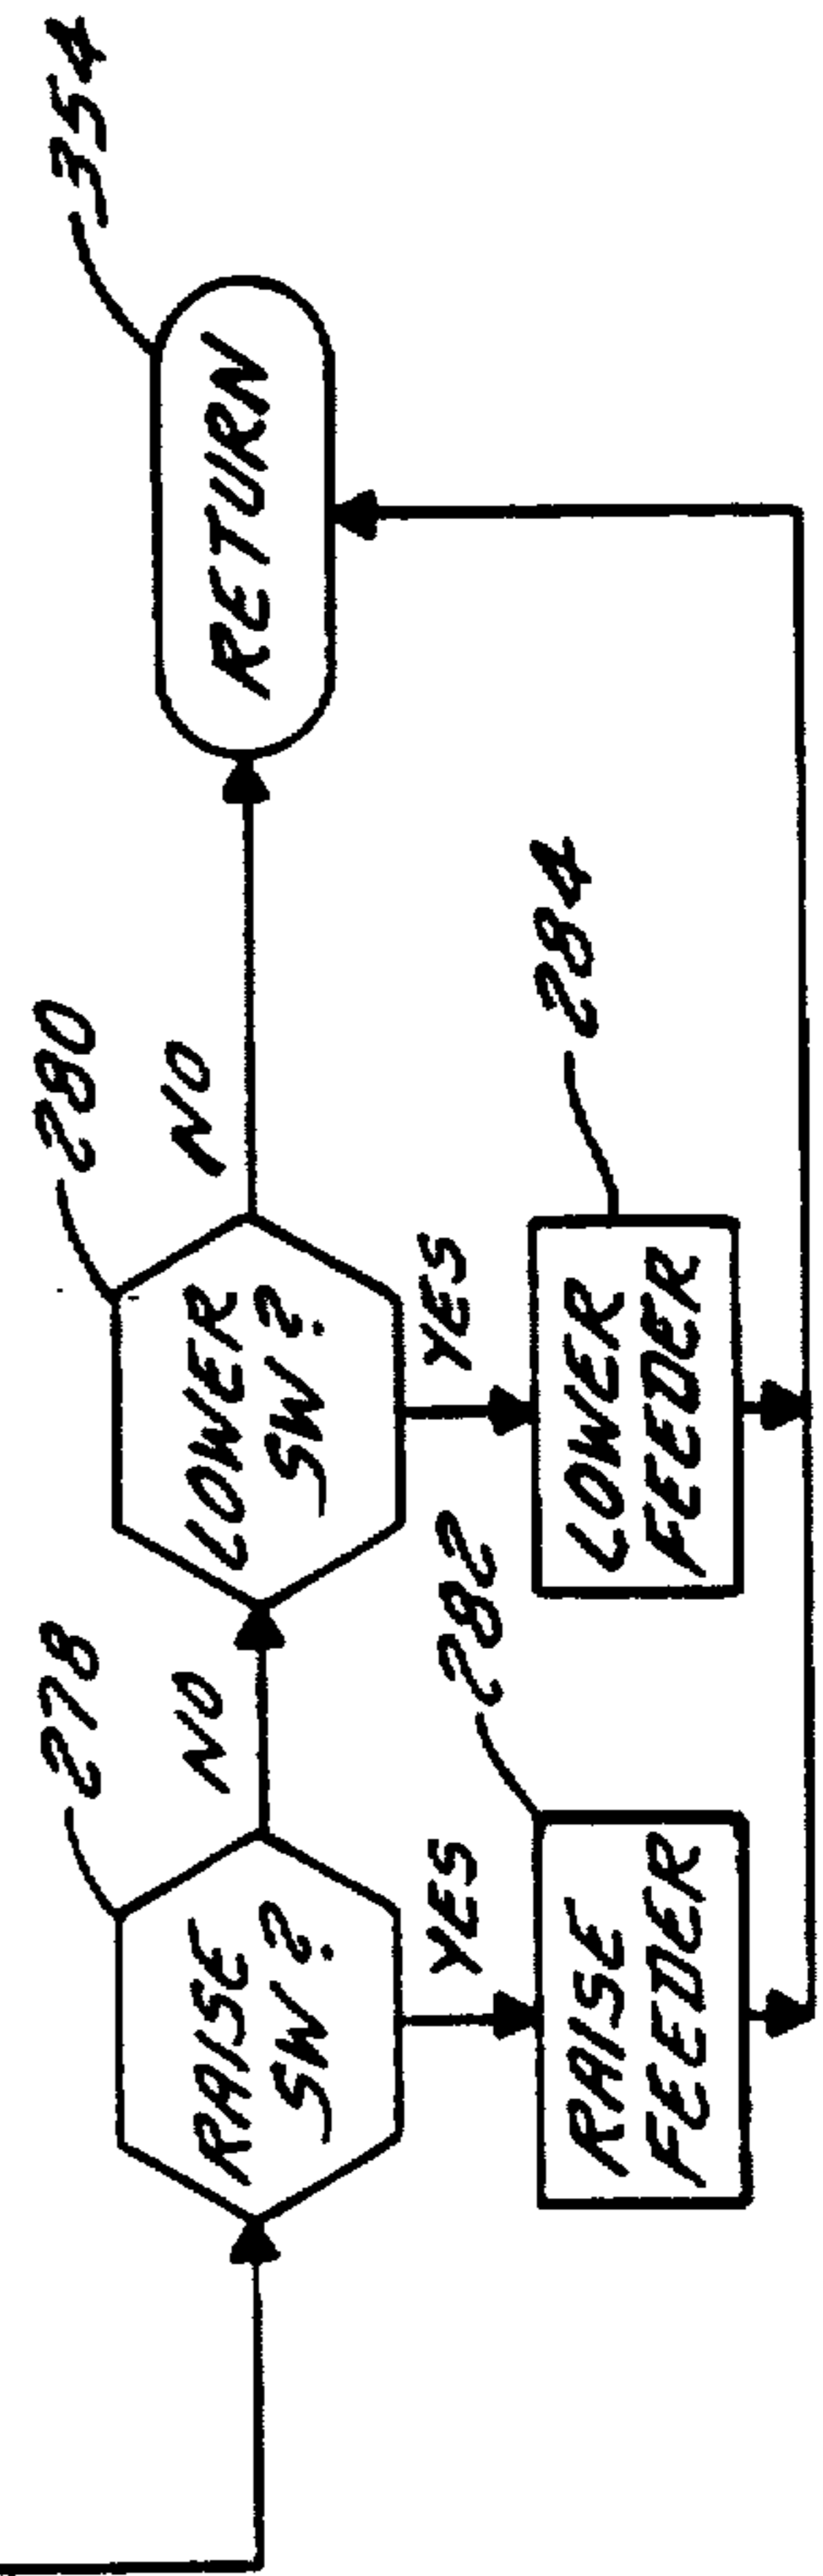 278
RAISE
SW?
NO
YES
280
LOWER
SW?
NO
YES
354
RETURN
282
RAISE
FEEDER
284
LOWER
FEEDER